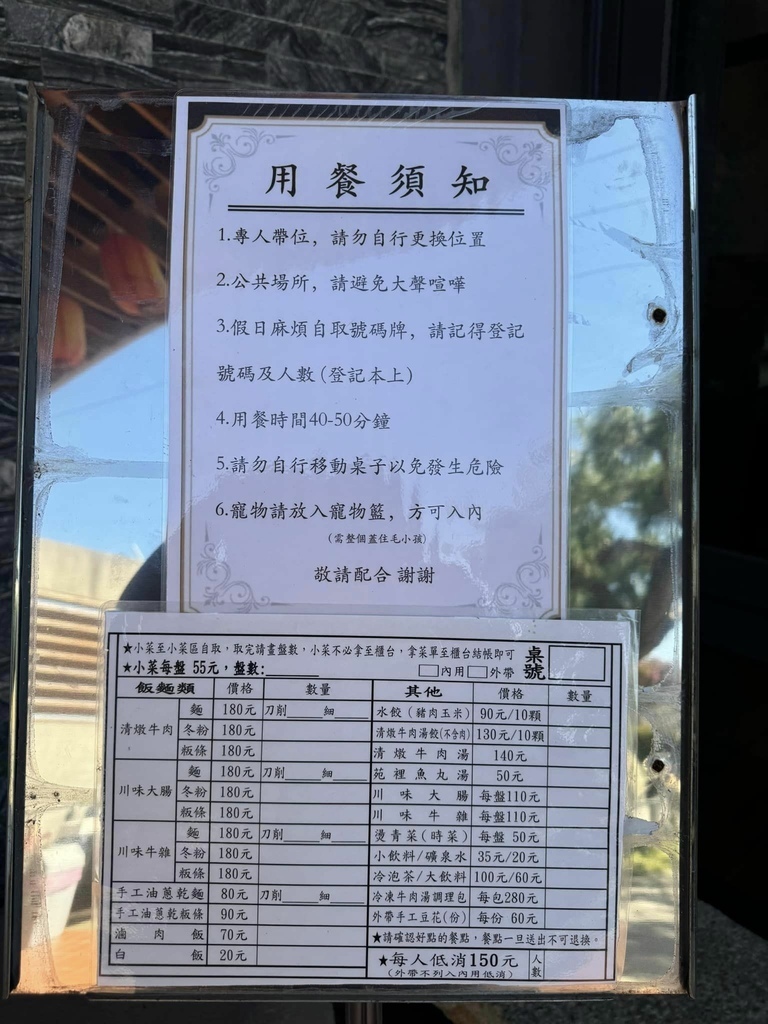 用餐須知
1.專人帶位，請勿自行更換位置
2.公共場所，請避免大聲喧嘩
3.假日麻煩自取號碼牌，請記得登記
號碼及人數(登記本上)
4.用餐時間40-50分鐘
5.請勿自行移動桌子以免發生危險
6.寵物請放入寵物籃，方可入內
(需整個蓋住毛小孩)
敬請配合 謝謝
★小菜至小菜區自取，取完請畫盤數，小菜不必拿至櫃台，拿菜單至櫃台結帳即可
★小菜每盤 55元，盤數:
內用 外帶
桌號
飯麵類 價格 數量
清燉牛肉
麵 180元 刀削 細
冬粉 180元
粄條 180元
川味大腸
麵 180元 刀削 細
冬粉 180元
粄條 180元
川味牛雜
麵 180元 刀削 細
冬粉 180元
粄條 180元
手工油蔥乾麵 80元 刀削 細
手工油蔥乾粄條 90元
滷肉飯 70元
白飯 20元
其他 價格 數量
水餃(豬肉玉米) 90元/10顆
清燉牛肉湯餃(不含肉) 130元/10顆
清燉牛肉湯 140元
苑裡魚丸湯 50元
川味大腸 每盤110元
川味牛雜 每盤110元
燙青菜(時菜) 每盤 50元
小飲料/礦泉水 35元/20元
冷泡茶/大飲料 100元/60元
冷凍牛肉湯調理包 每包280元
外帶手工豆花(份) 每份 60元
★請確認好點的餐點，餐點一旦送出不可退換。
★每人低消150元
(外帶不列入內用低消)
人數